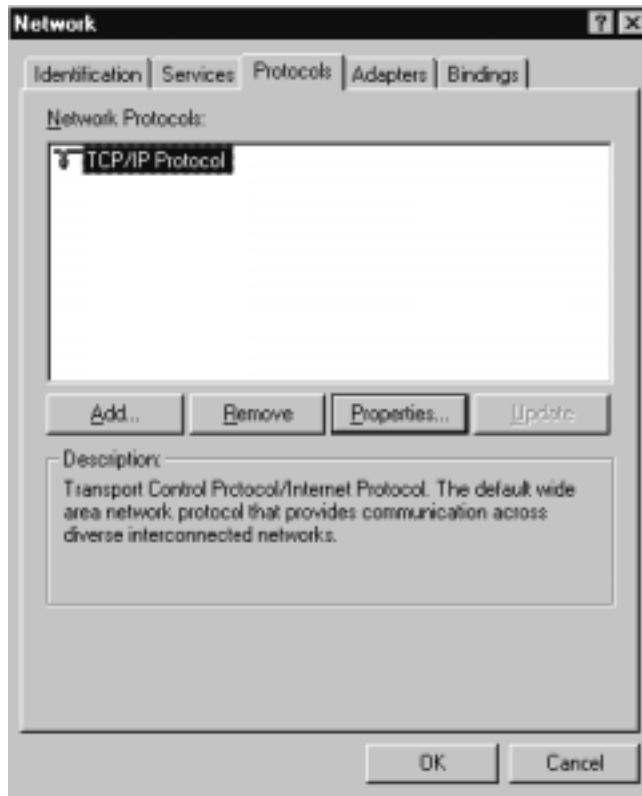 Network
Identification Services Protocols Adapters Bindings
Network Protocols:
TCP/IP Protocol
Add... Remove Properties... Update
Description:
Transport Control Protocol/Internet Protocol. The default wide
area network protocol that provides communication across
diverse interconnected networks.
OK Cancel